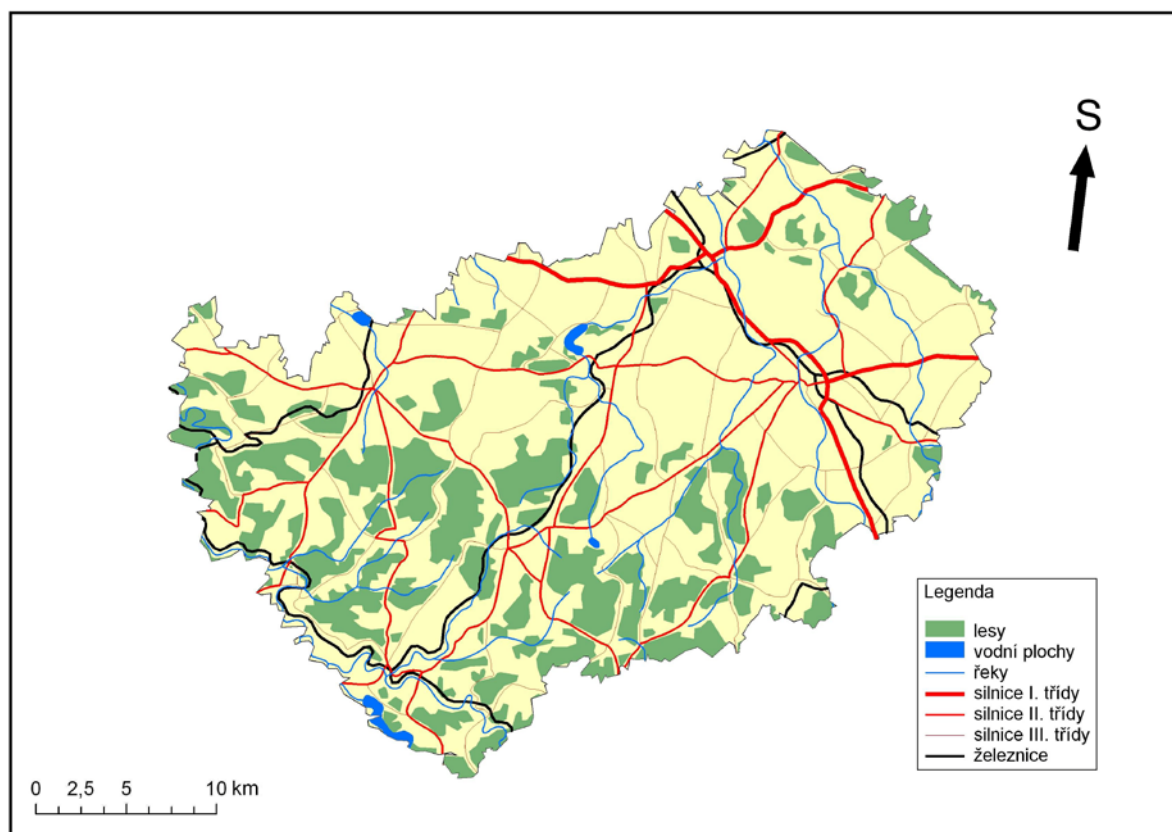 S
Legenda
lesy
vodní plochy
řeky
silnice I. třídy
silnice II. třídy
silnice III. třídy
železnice
0 2,5 5 10 km